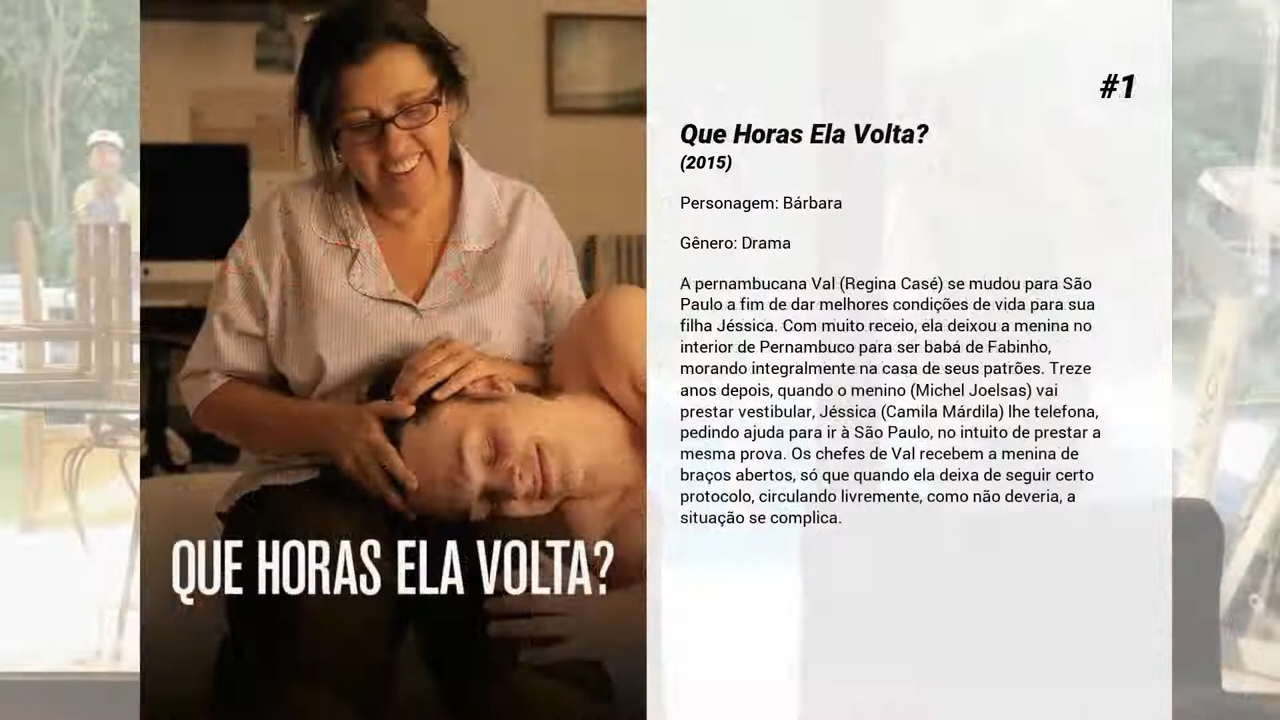 #1
Que Horas Ela Volta?
(2015)
Personagem: Bárbara
Gênero: Drama
A pernambucana Val (Regina Casé) se mudou para São
Paulo a fim de dar melhores condições de vida para sua
filha Jéssica. Com muito receio, ela deixou a menina no
interior de Pernambuco para ser babá de Fabinho,
morando integralmente na casa de seus patrões. Treze
anos depois, quando o menino (Michel Joelsas) vai
prestar vestibular, Jéssica (Camila Márdila) lhe telefona,
pedindo ajuda para ir à São Paulo, no intuito de prestar a
mesma prova. Os chefes de Val recebem a menina de
braços abertos, só que quando ela deixa de seguir certo
protocolo, circulando livremente, como não deveria, a
situação se complica.
QUE HORAS ELA VOLTA?